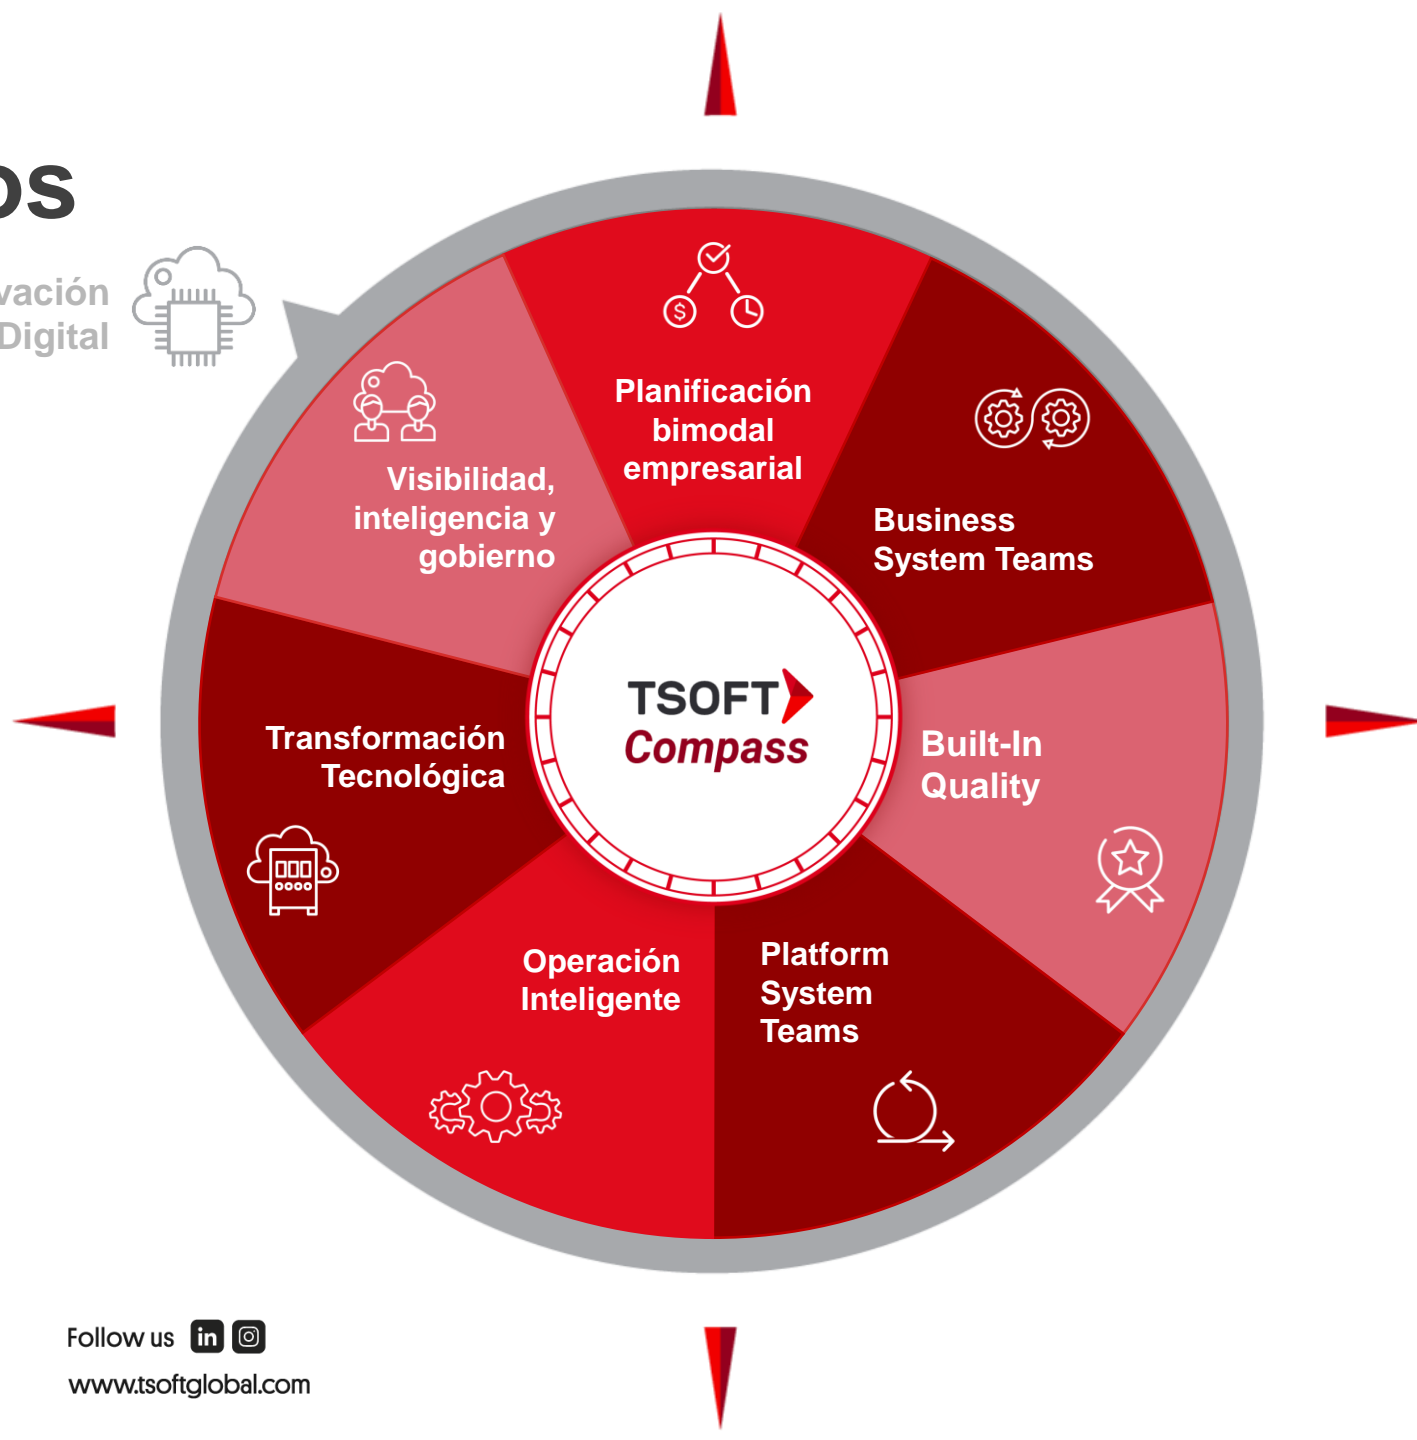 os
vación
Digital
Planificación
bimodal
empresarial
Business
System Teams
Visibilidad,
inteligencia y
gobierno
TSOFT
Compass
Transformación
Tecnológica
Built-In
Quality
Operación
Inteligente
Platform
System
Teams
Follow us in
www.tsoftglobal.com